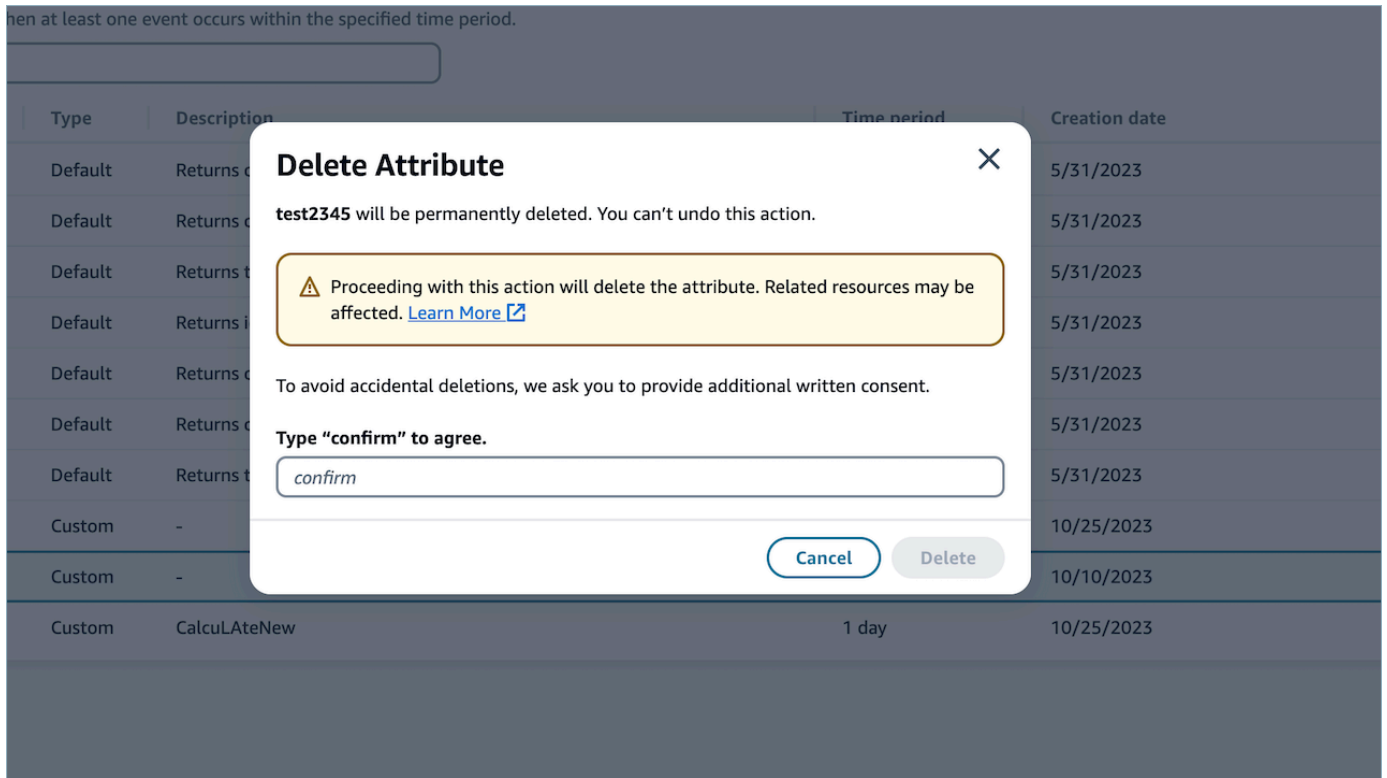 hen at least one event occurs within the specified time period.
Type Description Time period Creation date
Delete Attribute
test2345 will be permanently deleted. You can’t undo this action.
Proceeding with this action will delete the attribute. Related resources may be
affected. Learn More
To avoid accidental deletions, we ask you to provide additional written consent.
Type “confirm” to agree.
confirm
Cancel Delete
Default Returns 5/31/2023
Default Returns 5/31/2023
Default Returns 5/31/2023
Default Returns 5/31/2023
Default Returns 5/31/2023
Default Returns 5/31/2023
Default Returns 5/31/2023
Custom - 10/25/2023
Custom - 10/10/2023
Custom CalcuLAteNew 1 day 10/25/2023